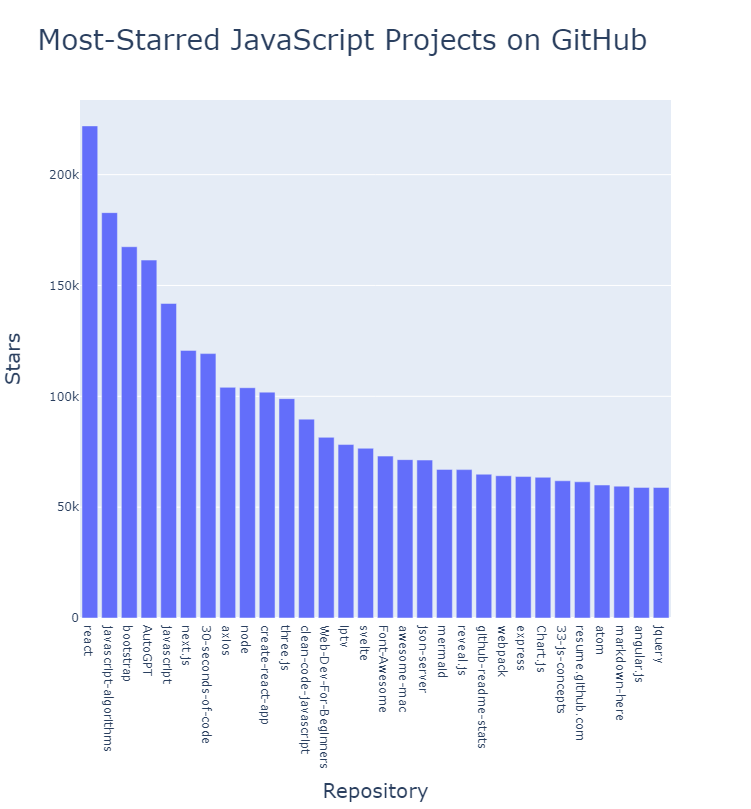 Most-Starred JavaScript Projects on GitHub
200k
150k
100k
50k
0
Stars
react
javascript-algorithms
bootstrap
AutoGPT
javascript
next.js
30-seconds-of-code
axios
node
create-react-app
three.js
clean-code-javascript
Web-Dev-For-Beginners
iptv
svelte
Font-Awesome
awesome-mac
json-server
mermaid
reveal.js
github-readme-stats
webpack
express
Chart.js
33-js-concepts
resume.github.com
atom
markdown-here
angular.js
jquery
Repository